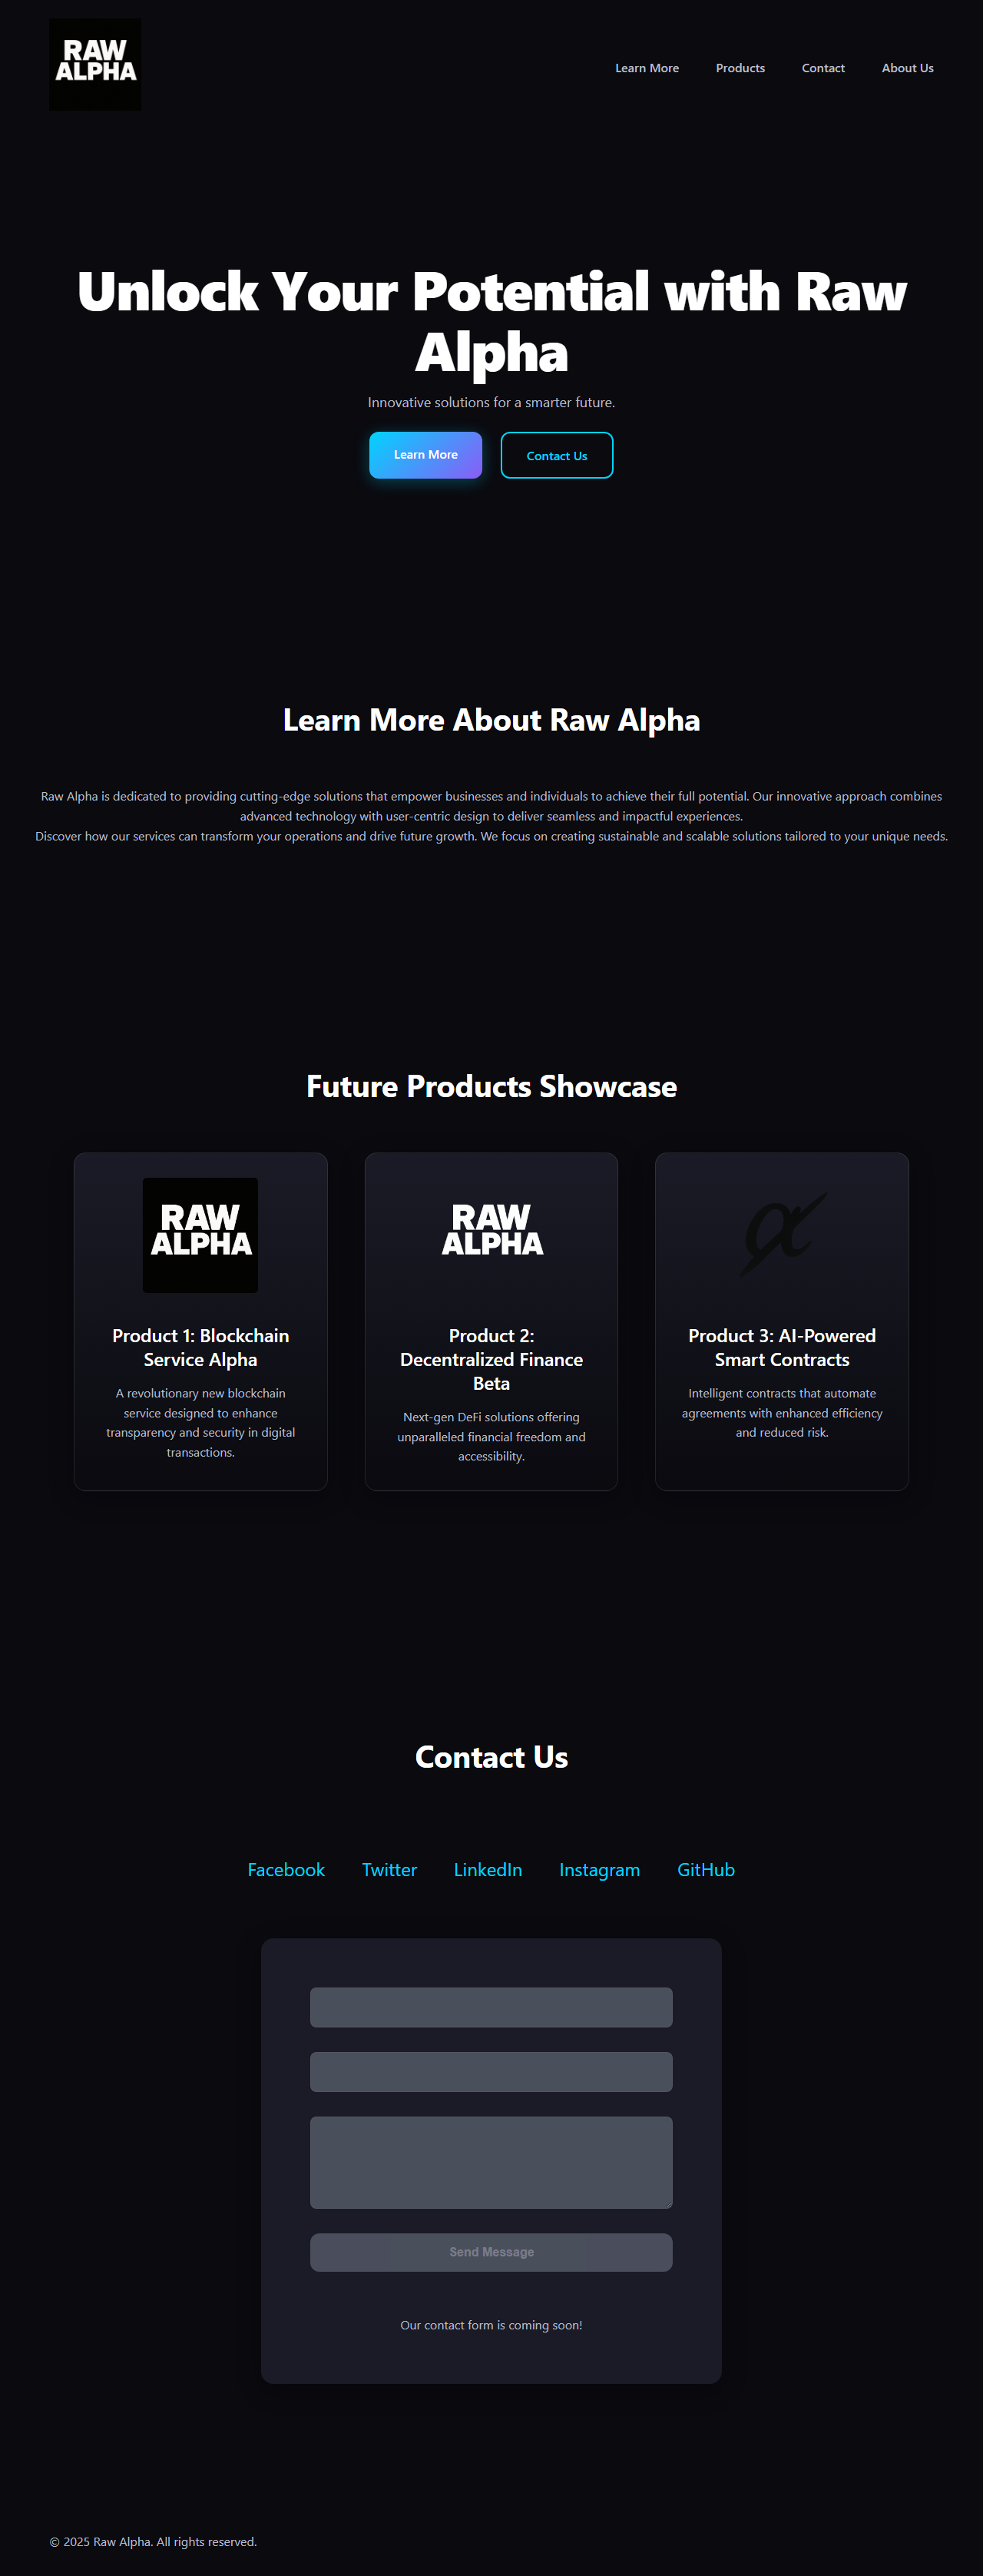 RAW
ALPHA
Learn More
Products
Contact
About Us
Unlock Your Potential with Raw
Alpha
Innovative solutions for a smarter future.
Learn More
Contact Us
Learn More About Raw Alpha
Raw Alpha is dedicated to providing cutting-edge solutions that empower businesses and individuals to achieve their full potential. Our innovative approach combines
advanced technology with user-centric design to deliver seamless and impactful experiences.
Discover how our services can transform your operations and drive future growth. We focus on creating sustainable and scalable solutions tailored to your unique needs.
Future Products Showcase
RAW
ALPHA
Product 1: Blockchain
Service Alpha
A revolutionary new blockchain
service designed to enhance
transparency and security in digital
transactions.
RAW
ALPHA
Product 2:
Decentralized Finance
Beta
Next-gen DeFi solutions offering
unparalleled financial freedom and
accessibility.
α
Product 3: AI-Powered
Smart Contracts
Intelligent contracts that automate
agreements with enhanced efficiency
and reduced risk.
Contact Us
Facebook
Twitter
LinkedIn
Instagram
GitHub
Send Message
Our contact form is coming soon!
© 2025 Raw Alpha. All rights reserved.